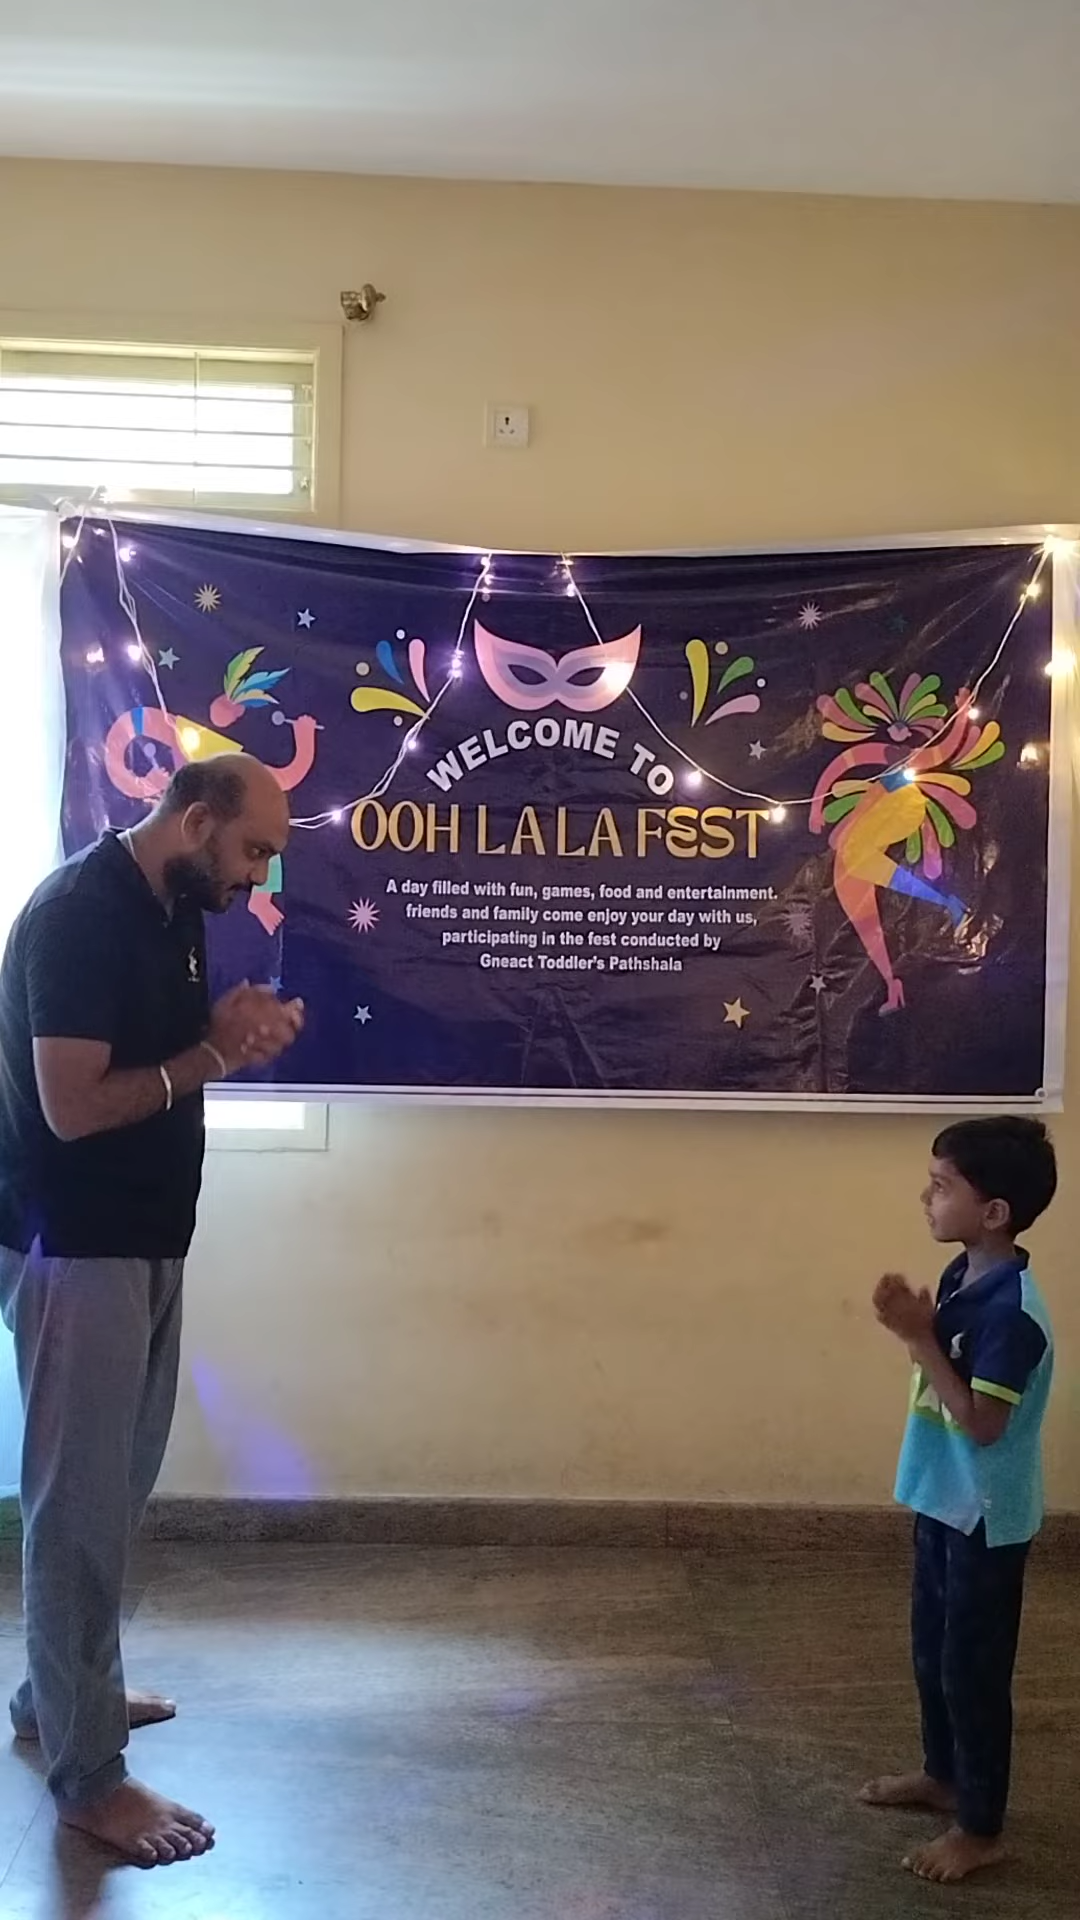 WELCOME TO
OOH LA LA FEST
A day filled with fun, games, food and entertainment.
friends and family come enjoy your day with us,
participating in the fest conducted by
Gneact Toddler's Pathshala